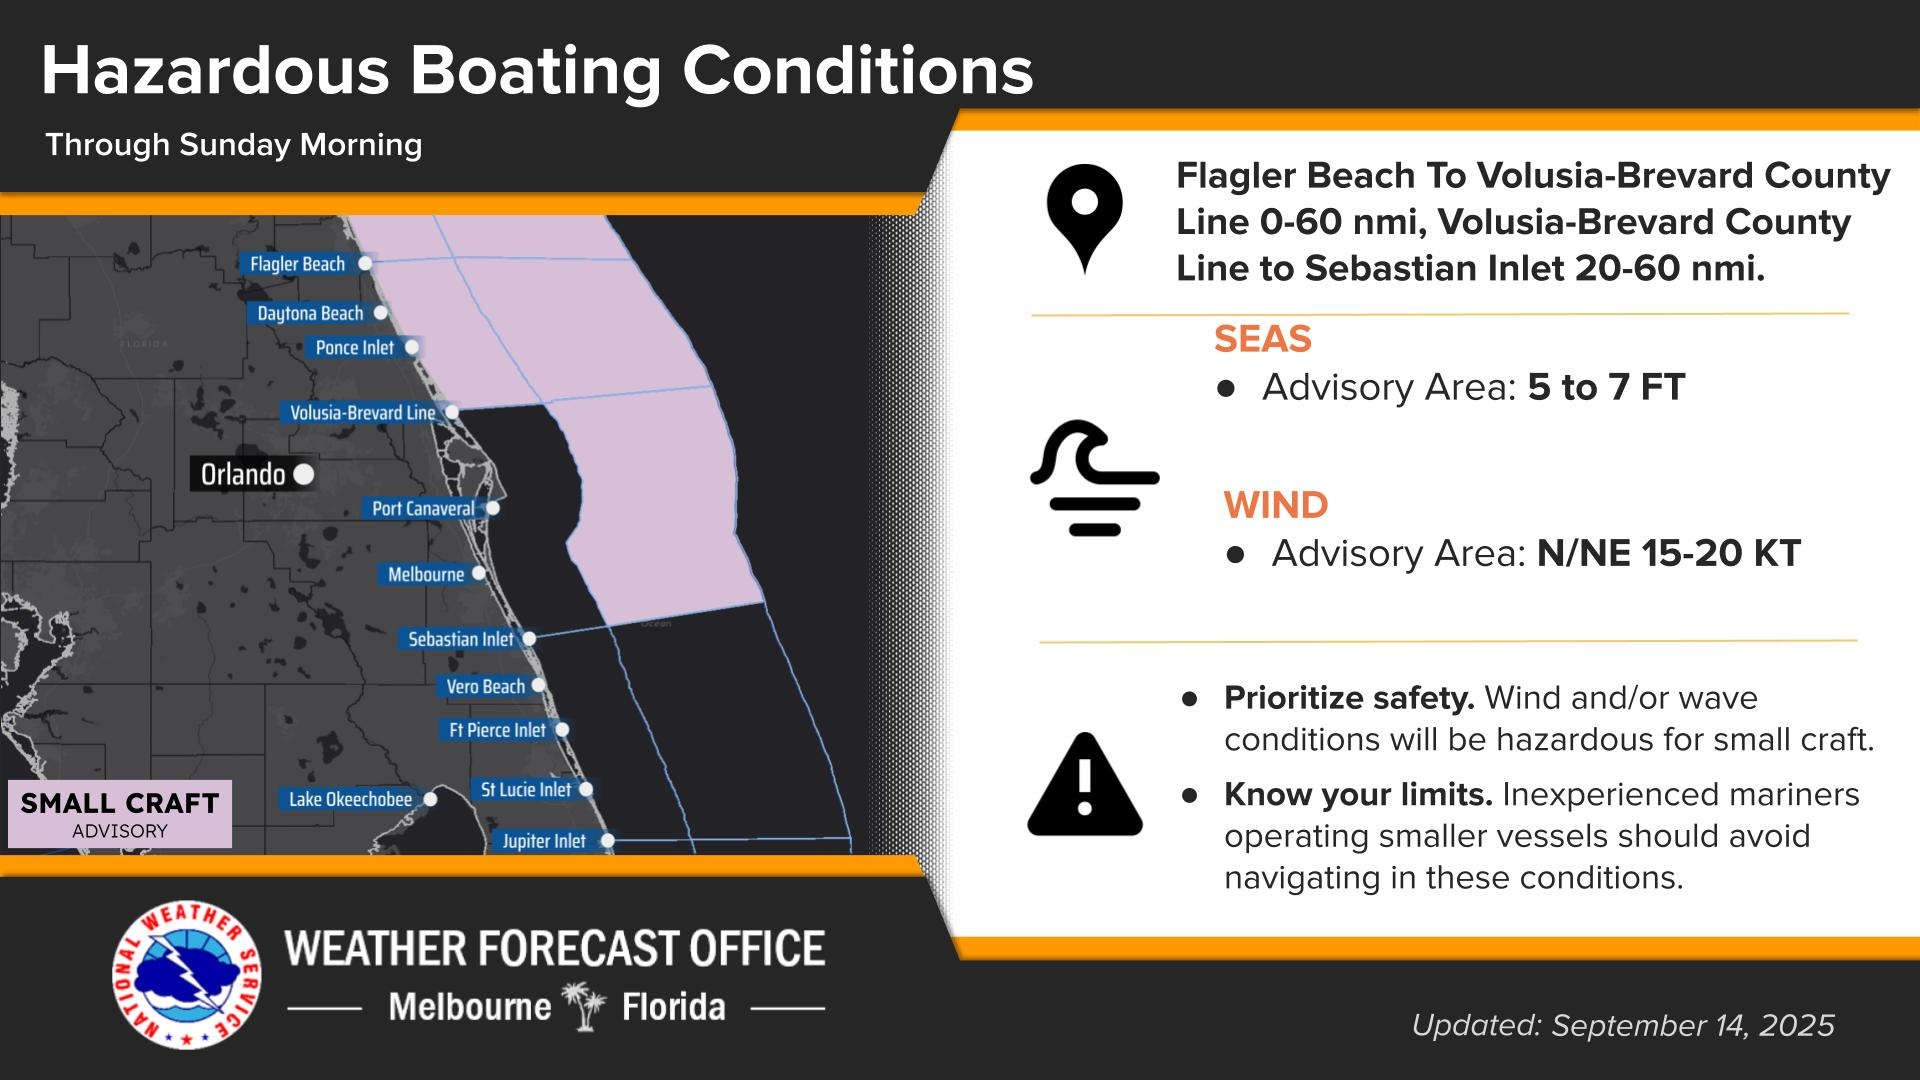 Hazardous Boating Conditions
Through Sunday Morning
Flagler Beach
Daytona Beach
Ponce Inlet
FLORIDA
Volusia-Brevard Line
Orlando
Port Canaveral
Melbourne
Sebastian Inlet
Ocean
Vero Beach
Ft Pierce Inlet
St Lucie Inlet
Lake Okeechobee
Jupiter Inlet
SMALL CRAFT
ADVISORY
Flagler Beach To Volusia-Brevard County
Line 0-60 nmi, Volusia-Brevard County
Line to Sebastian Inlet 20-60 nmi.
SEAS
● Advisory Area: 5 to 7 FT
WIND
● Advisory Area: N/NE 15-20 KT
● Prioritize safety. Wind and/or wave
conditions will be hazardous for small craft.
● Know your limits. Inexperienced mariners
operating smaller vessels should avoid
navigating in these conditions.
NATIONAL WEATHER SERVICE
WEATHER FORECAST OFFICE
Melbourne Florida
Updated: September 14, 2025